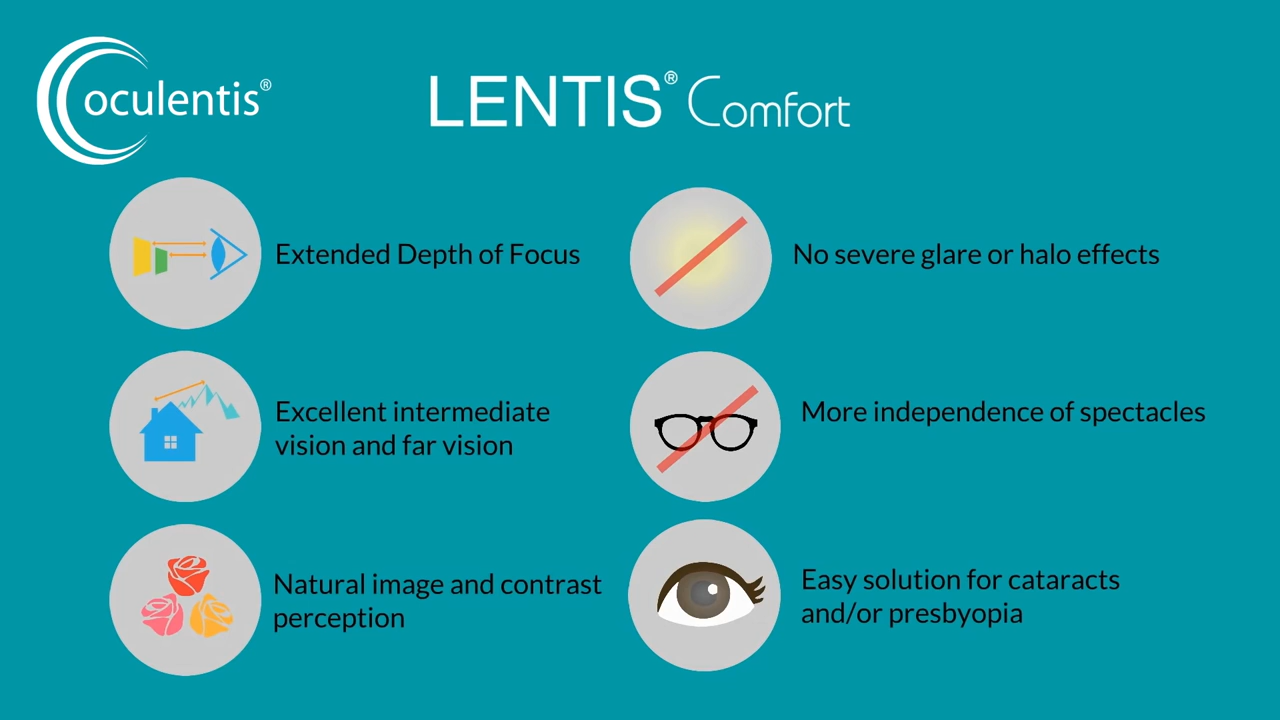 oculentis®
LENTIS® Comfort
Extended Depth of Focus
No severe glare or halo effects
Excellent intermediate
vision and far vision
More independence of spectacles
Natural image and contrast
perception
Easy solution for cataracts
and/or presbyopia